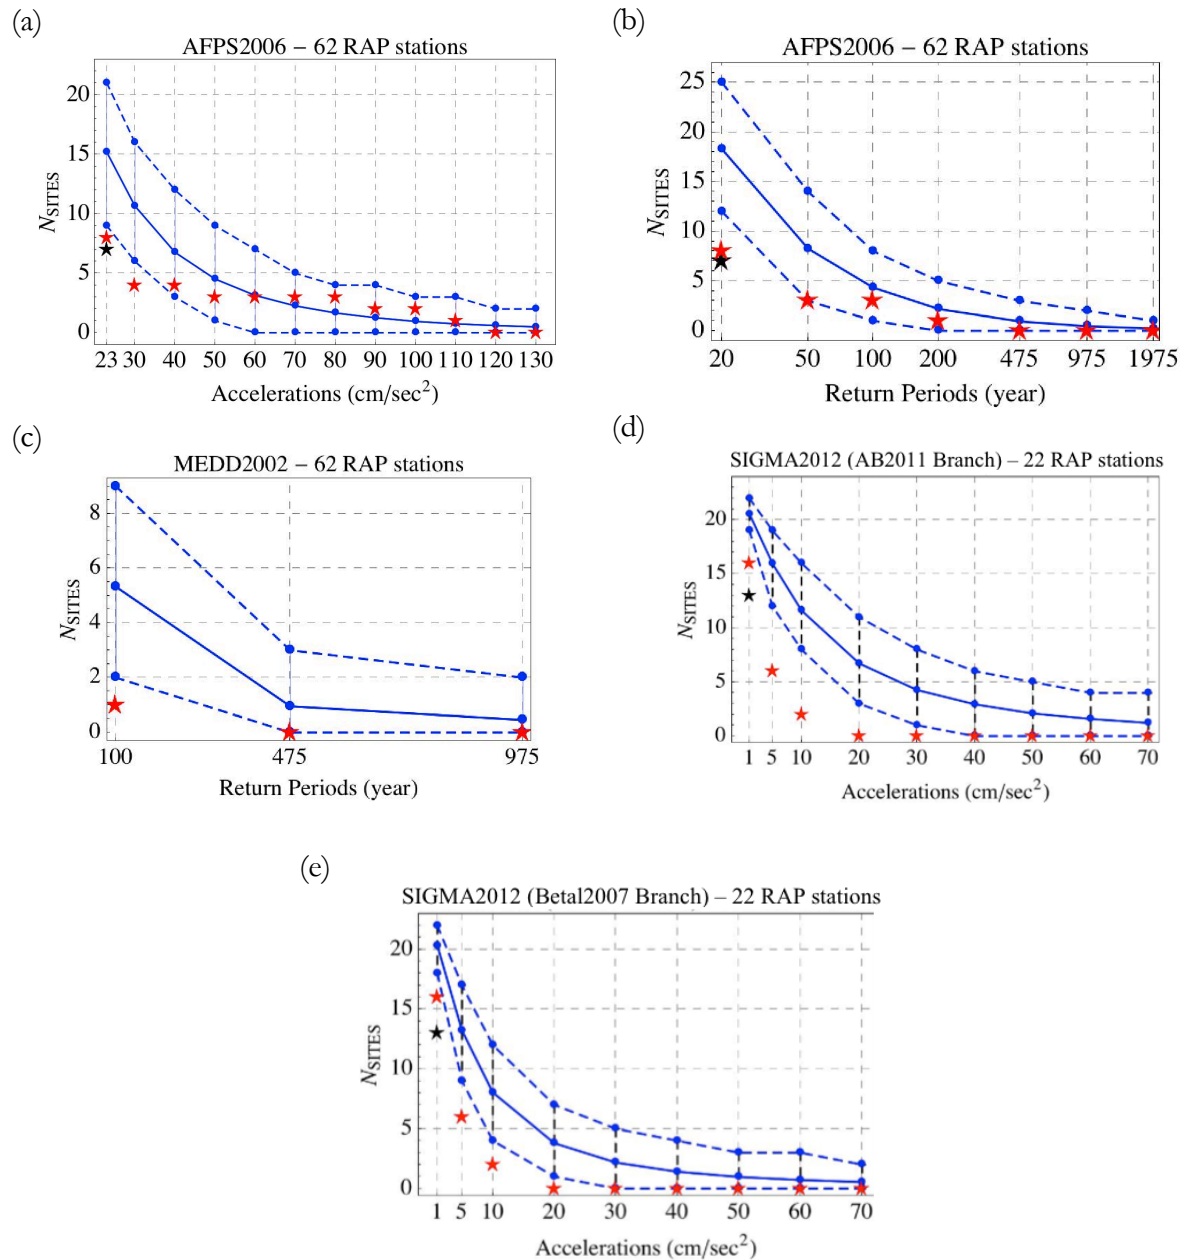 (a)
AFPS2006 – 62 RAP stations
N_SITES
20
15
10
5
0
23 30 40 50 60 70 80 90 100 110 120 130
Accelerations (cm/sec²)
(b)
AFPS2006 – 62 RAP stations
N_SITES
25
20
15
10
5
0
20 50 100 200 475 975 1975
Return Periods (year)
(c)
MEDD2002 – 62 RAP stations
N_SITES
8
6
4
2
0
100 475 975
Return Periods (year)
(d)
SIGMA2012 (AB2011 Branch) – 22 RAP stations
N_SITES
20
15
10
5
0
1 5 10 20 30 40 50 60 70
Accelerations (cm/sec²)
(e)
SIGMA2012 (Betal2007 Branch) – 22 RAP stations
N_SITES
20
15
10
5
0
1 5 10 20 30 40 50 60 70
Accelerations (cm/sec²)